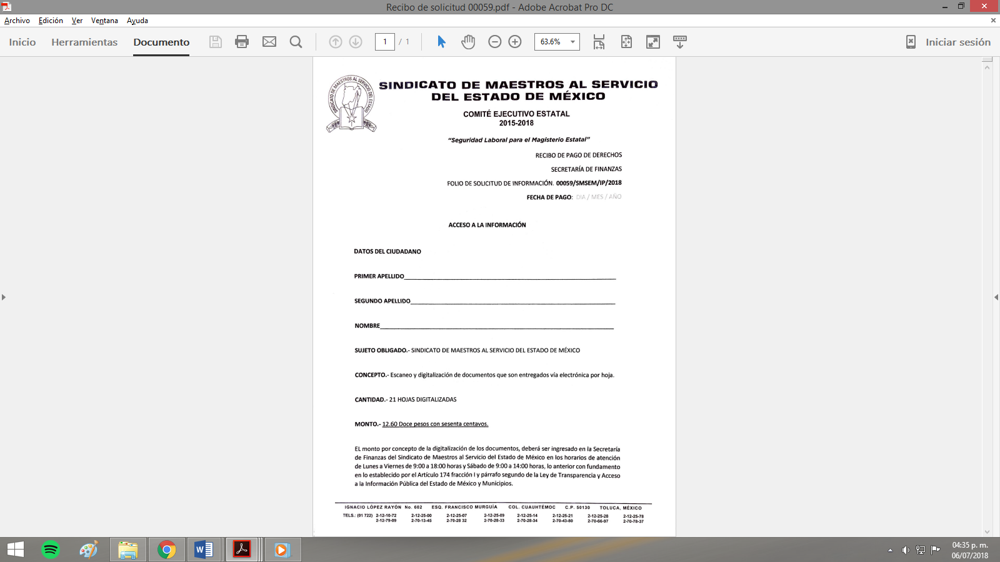 Recibo de solicitud 00059.pdf - Adobe Acrobat Pro DC
Archivo Edición Ver Ventana Ayuda
Inicio Herramientas Documento 1 / 1 63.6% Iniciar sesión
SINDICATO DE MAESTROS AL SERVICIO DEL ESTADO
SINDICATO DE MAESTROS AL SERVICIO
DEL ESTADO DE MÉXICO
COMITÉ EJECUTIVO ESTATAL
2015-2018
“Seguridad Laboral para el Magisterio Estatal”
RECIBO DE PAGO DE DERECHOS
SECRETARÍA DE FINANZAS
FOLIO DE SOLICITUD DE INFORMACIÓN. 00059/SMSEM/IP/2018
FECHA DE PAGO: DIA / MES / AÑO
ACCESO A LA INFORMACIÓN
DATOS DEL CIUDADANO
PRIMER APELLIDO
SEGUNDO APELLIDO
NOMBRE
SUJETO OBLIGADO.- SINDICATO DE MAESTROS AL SERVICIO DEL ESTADO DE MÉXICO
CONCEPTO.- Escaneo y digitalización de documentos que son entregados vía electrónica por hoja.
CANTIDAD.- 21 HOJAS DIGITALIZADAS
MONTO.- 12.60 Doce pesos con sesenta centavos.
EL monto por concepto de la digitalización de los documentos, deberá ser ingresado en la Secretaría
de Finanzas del Sindicato de Maestros al Servicio del Estado de México en los horarios de atención
de Lunes a Viernes de 9:00 a 18:00 horas y Sábado de 9:00 a 14:00 horas, lo anterior con fundamento
en lo establecido por el Artículo 174 fracción I y párrafo segundo de la Ley de Transparencia y Acceso
a la Información Pública del Estado de México y Municipios.
IGNACIO LÓPEZ RAYÓN No. 602 ESQ. FRANCISCO MURGUÍA COL. CUAUHTÉMOC C.P. 50130 TOLUCA, MÉXICO
TELS.: (01 722) 2-12-10-72 2-12-25-00 2-12-25-07 2-12-25-09 2-12-25-14 2-12-25-21 2-12-25-28 2-12-25-78
2-12-79-09 2-70-13-45 2-70-28 32 2-70-28-33 2-70-28-34 2-70-43-80 2-70-66-97 2-70-78-37
04:35 p. m.
06/07/2018